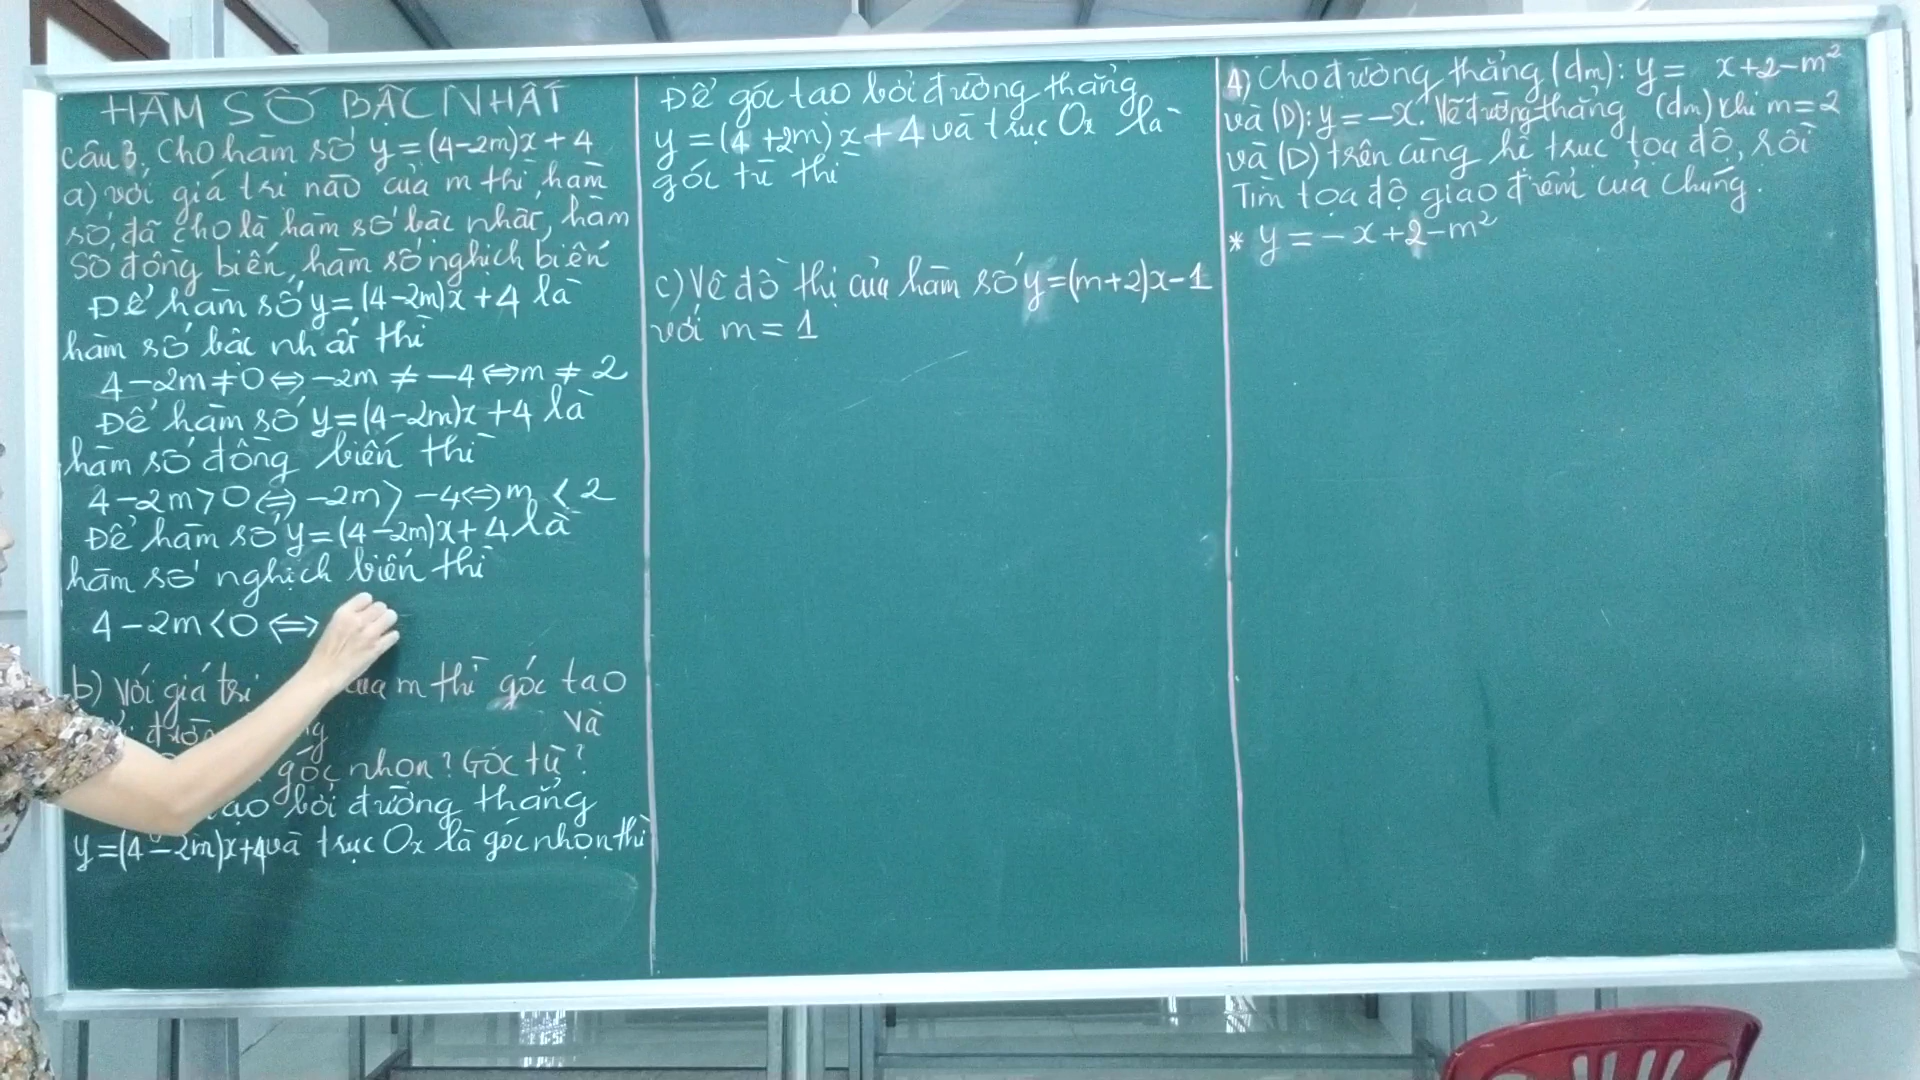 HÀM SỐ BẬC NHẤT
Câu 3: Cho hàm số y=(4-2m)x+4
a) với giá trị nào của m thì hàm
số đã cho là hàm số bậc nhất, hàm
số đồng biến, hàm số nghịch biến
Để hàm số y=(4-2m)x+4 là
hàm số bậc nhất thì
4-2m≠0⇔-2m≠-4⇔m≠2
Để hàm số y=(4-2m)x+4 là
hàm số đồng biến thì
4-2m>0⇔-2m>-4⇔m<2
Để hàm số y=(4-2m)x+4 là
hàm số nghịch biến thì
4-2m<0⇔
b) Với giá trị của m thì góc tạo
và
góc nhọn? Góc tù?
tạo bởi đường thẳng
y=(4-2m)x+4 và trục Ox là góc nhọn thì
Để góc tạo bởi đường thẳng
y=(4+2m)x+4 và trục Ox là
góc tù thì
c) Vẽ đồ thị của hàm số y=(m+2)x-1
với m=1
4) Cho đường thẳng (dm): y= x+2-m²
và (D): y=-x. Vẽ đường thẳng (dm) khi m=2
và (D) trên cùng hệ trục tọa độ, rồi
Tìm tọa độ giao điểm của chúng.
* y=-x+2-m²